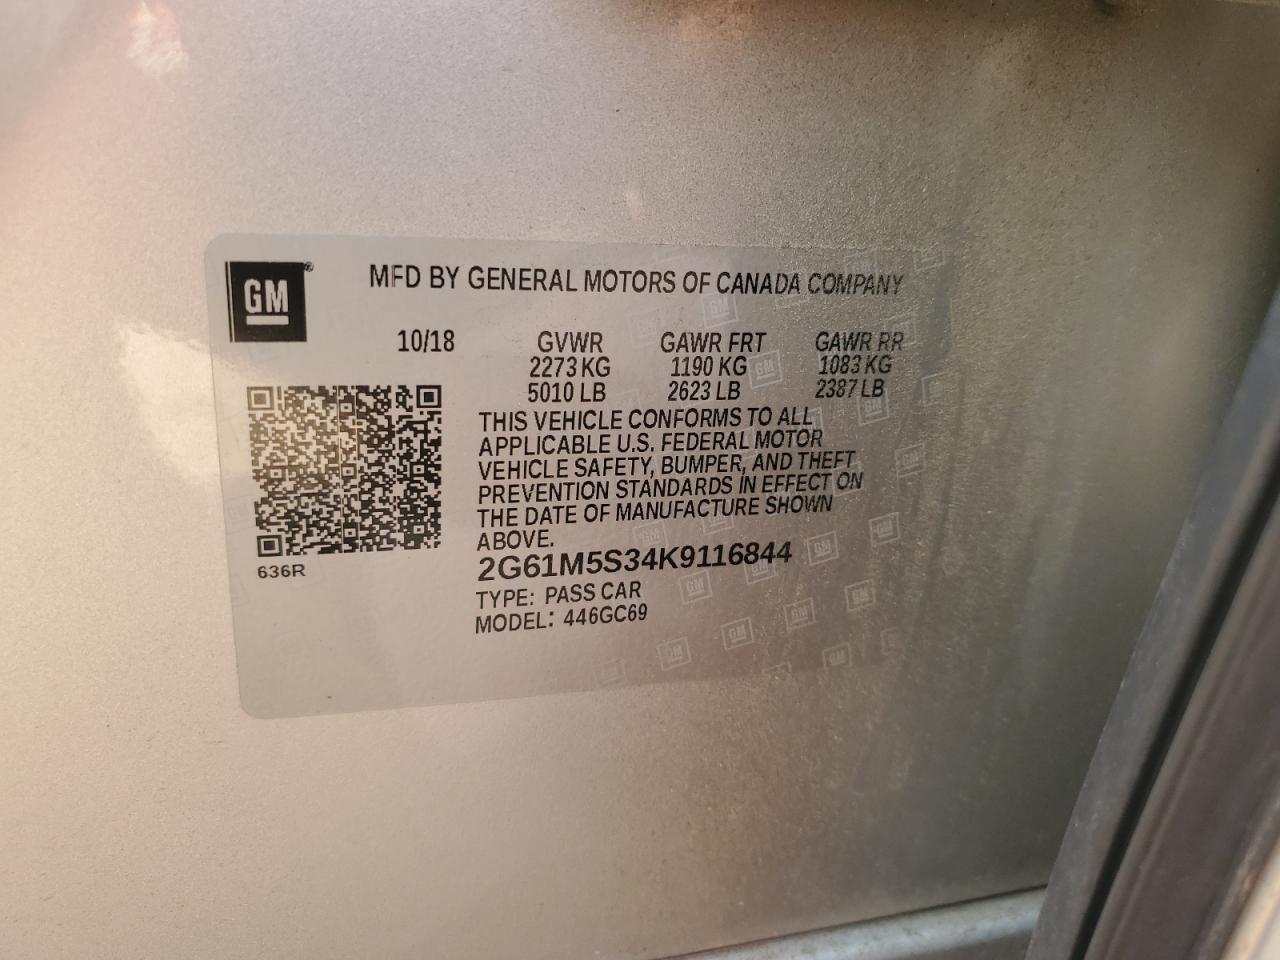 GM
MFD BY GENERAL MOTORS OF CANADA COMPANY
10/18 GVWR GAWR FRT GAWR RR
2273 KG 1190 KG 1083 KG
5010 LB 2623 LB 2387 LB
THIS VEHICLE CONFORMS TO ALL
APPLICABLE U.S. FEDERAL MOTOR
VEHICLE SAFETY, BUMPER, AND THEFT
PREVENTION STANDARDS IN EFFECT ON
THE DATE OF MANUFACTURE SHOWN
ABOVE.
636R
2G61M5S34K9116844
TYPE: PASS CAR
MODEL: 446GC69